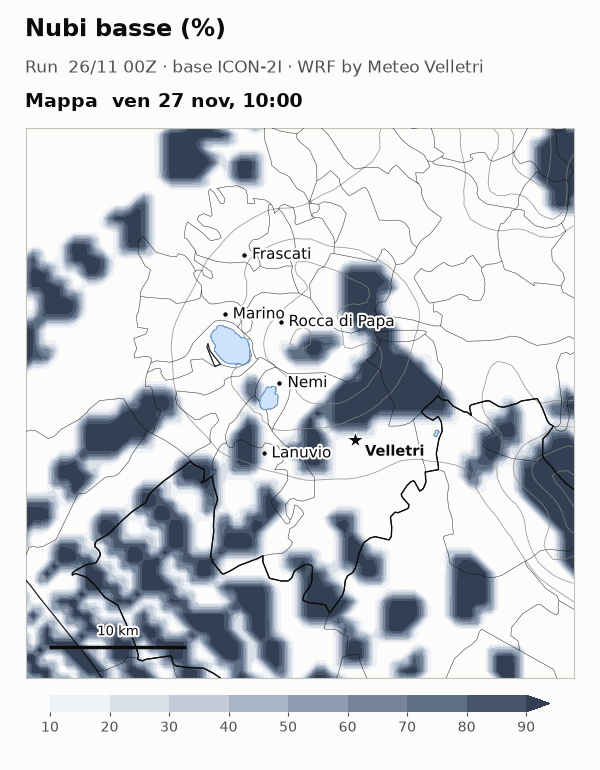 Nubi basse (%)
Run  26/11 00Z · base ICON-2I · WRF by Meteo Velletri
Mappa  ven 27 nov, 10:00
Frascati
Marino
Rocca di Papa
Nemi
Velletri
Lanuvio
10 km
10 20 30 40 50 60 70 80 90